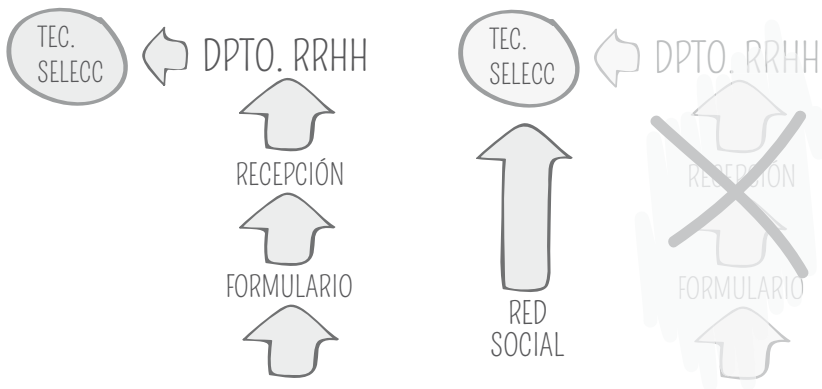 TEC.
SELECC
DPTO. RRHH
RECEPCIÓN
FORMULARIO
TEC.
SELECC
DPTO. RRHH
RECEPCIÓN
FORMULARIO
RED
SOCIAL